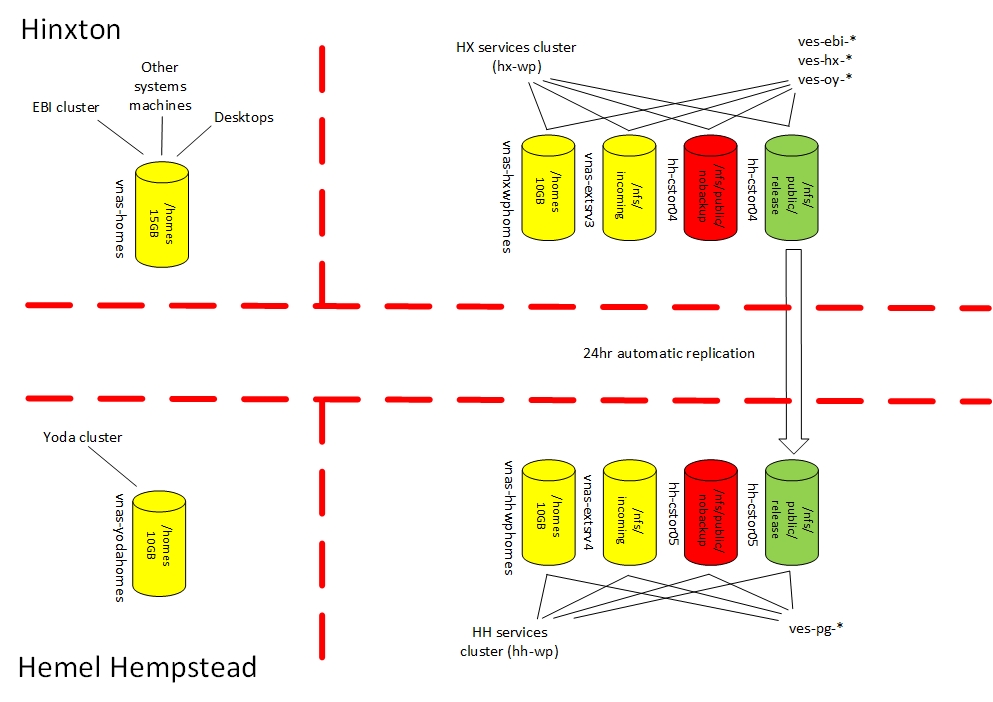 Hinxton
Other
systems
machines
EBI cluster
Desktops
vnas-homes
/homes
15GB
HX services cluster
(hx-wp)
ves-ebi-*
ves-hx-*
ves-oy-*
vnas-hxwphomes
/homes
10GB
vnas-extsrv3
/nfs/
incoming
hh-cstor04
/nfs/public/
nobackup
hh-cstor04
/nfs/
public/
release
24hr automatic replication
Yoda cluster
vnas-yodahomes
/homes
10GB
vnas-hhwphomes
/homes
10GB
vnas-extsrv4
/nfs/
incoming
hh-cstor05
/nfs/public/
nobackup
hh-cstor05
/nfs/
public/
release
HH services
cluster (hh-wp)
ves-pg-*
Hemel Hempstead